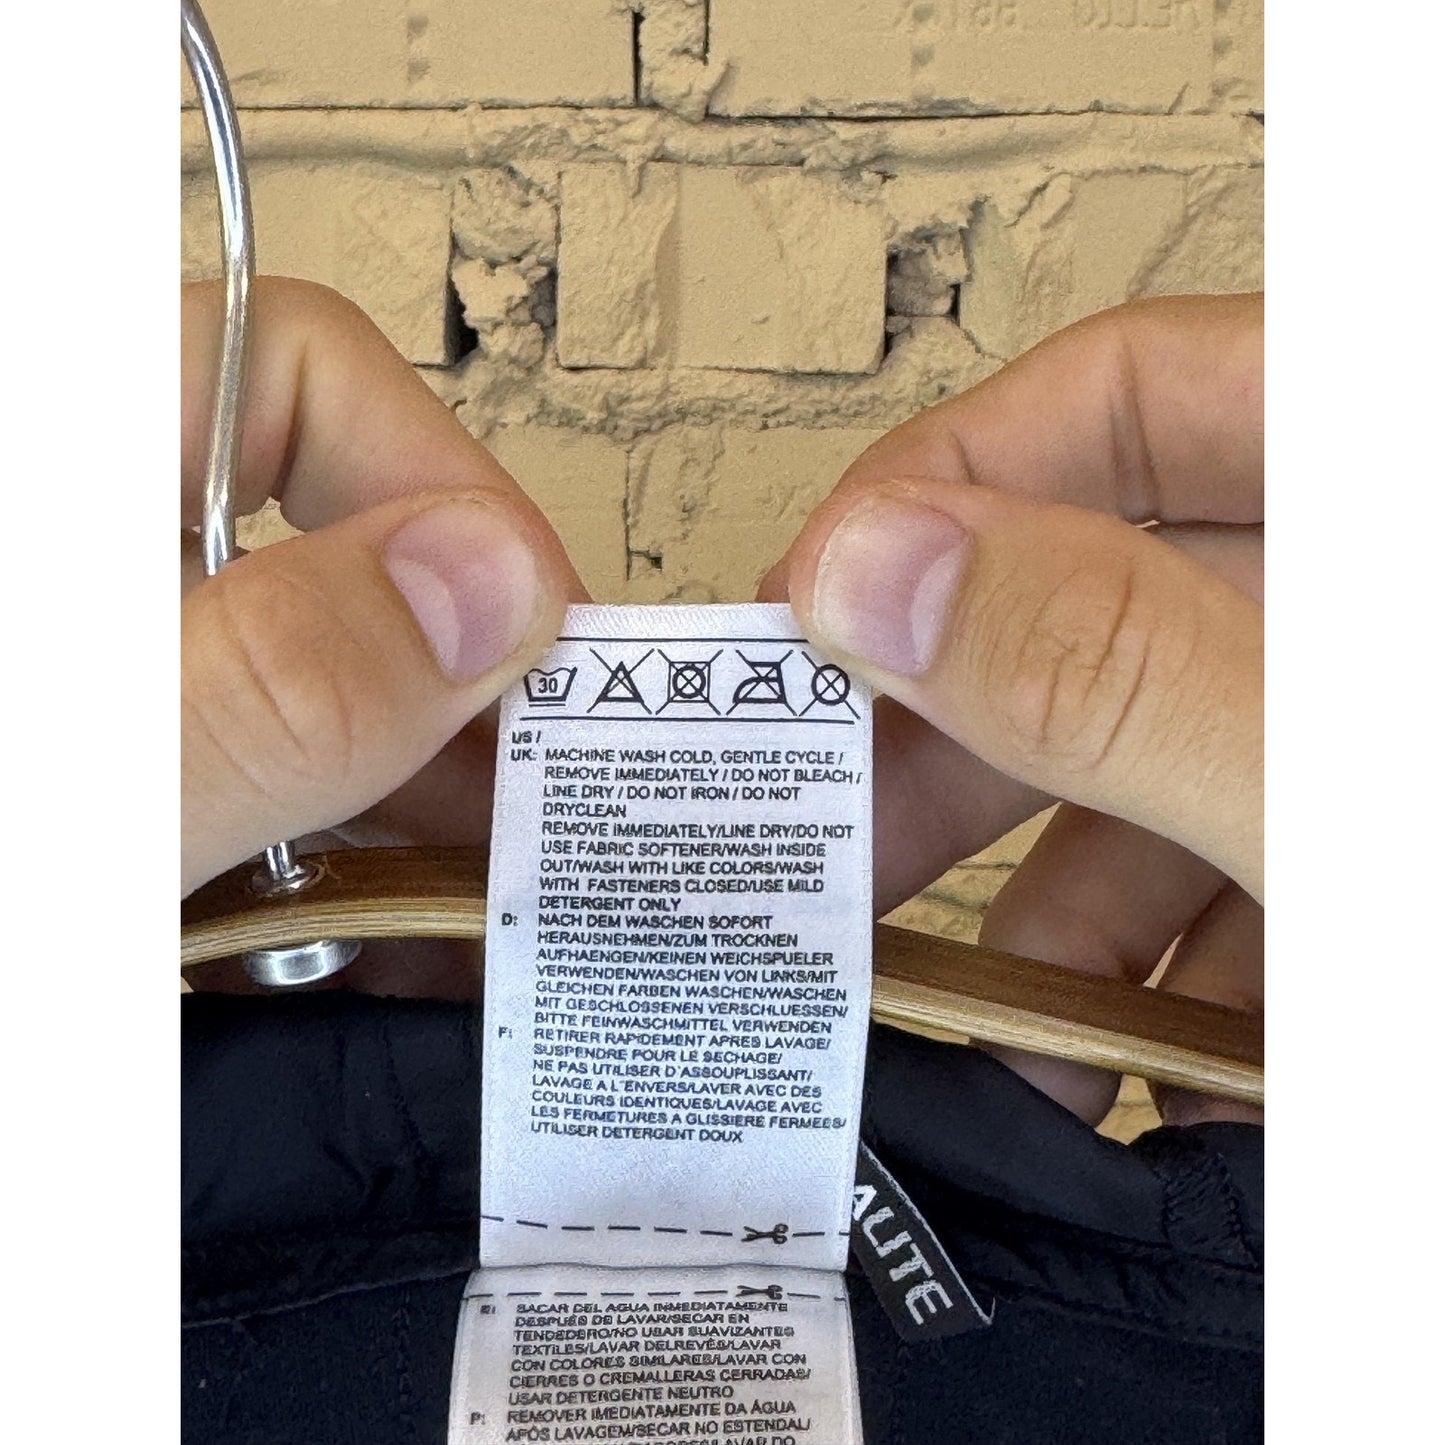 30
US /
UK: MACHINE WASH COLD, GENTLE CYCLE /
REMOVE IMMEDIATELY / DO NOT BLEACH /
LINE DRY / DO NOT IRON / DO NOT
DRYCLEAN
REMOVE IMMEDIATELY/LINE DRY/DO NOT
USE FABRIC SOFTENER/WASH INSIDE
OUT/WASH WITH LIKE COLORS/WASH
WITH FASTENERS CLOSED/USE MILD
DETERGENT ONLY
D: NACH DEM WASCHEN SOFORT
HERAUSNEHMEN/ZUM TROCKNEN
AUFHAENGEN/KEINEN WEICHSPUELER
VERWENDEN/WASCHEN VON LINKS/MIT
GLEICHEN FARBEN WASCHEN/WASCHEN
MIT GESCHLOSSENEN VERSCHLUESSEN/
BITTE FEINWASCHMITTEL VERWENDEN
F: RETIRER RAPIDEMENT APRES LAVAGE/
SUSPENDRE POUR LE SECHAGE/
NE PAS UTILISER D'ASSOUPLISSANT/
LAVAGE A L'ENVERS/LAVER AVEC DES
COULEURS IDENTIQUES/LAVAGE AVEC
LES FERMETURES A GLISSIERE FERMEES/
UTILISER DETERGENT DOUX
ALITE
E: SACAR DEL AGUA INMEDIATAMENTE
DESPUÉS DE LAVAR/SECAR EN
TENDEDERO/NO USAR SUAVIZANTES
TEXTILES/LAVAR DELREVÉS/LAVAR
CON COLORES SIMILARES/LAVAR CON
CIERRES O CREMALLERAS CERRADAS/
USAR DETERGENTE NEUTRO
P: REMOVER IMEDIATAMENTE DA ÁGUA
APÓS LAVAGEM/SECAR NO ESTENDAL/